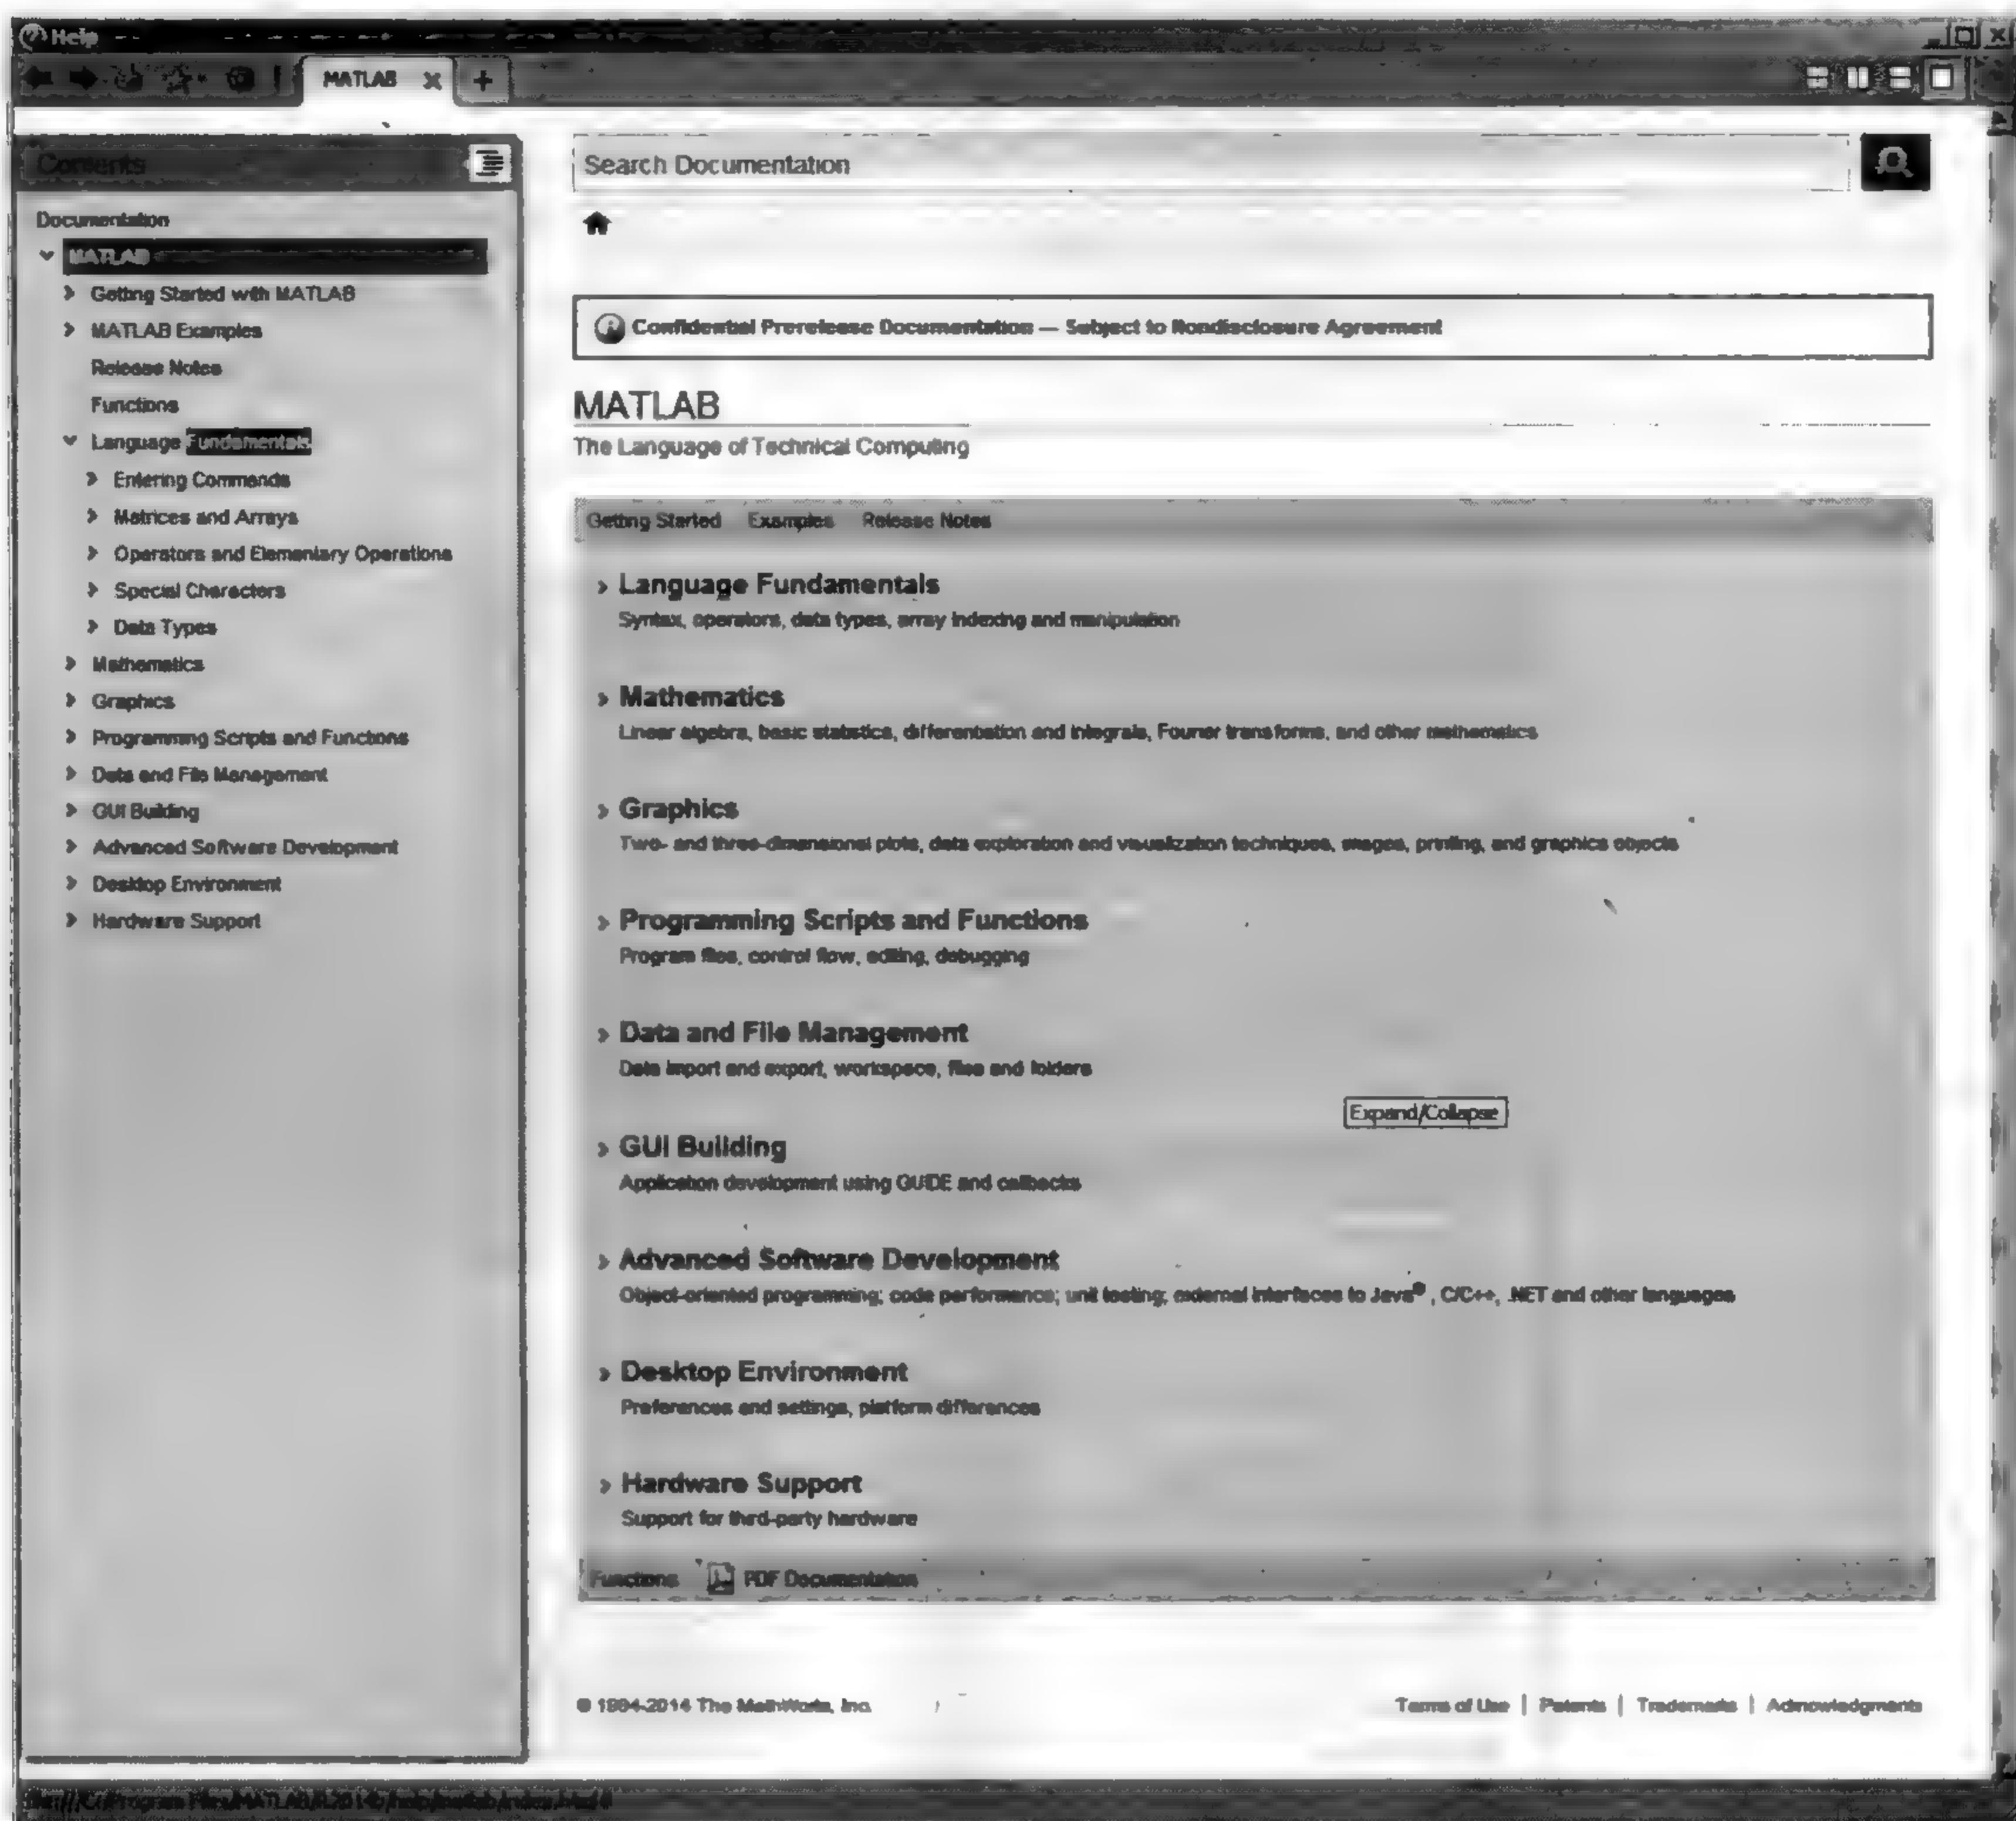 Help
MATLAB
Contents
Search Documentation
Documentation
MATLAB
Getting Started with MATLAB
MATLAB Examples
Release Notes
Functions
Language Fundamentals
Entering Commands
Matrices and Arrays
Operators and Elementary Operations
Special Characters
Data Types
Mathematics
Graphics
Programming Scripts and Functions
Data and File Management
GUI Building
Advanced Software Development
Desktop Environment
Hardware Support
Confidential Prerelease Documentation — Subject to Nondisclosure Agreement
MATLAB
The Language of Technical Computing
Getting Started Examples Release Notes
Language Fundamentals
Syntax, operators, data types, array indexing and manipulation
Mathematics
Linear algebra, basic statistics, differentiation and integrals, Fourier transforms, and other mathematics
Graphics
Two- and three-dimensional plots, data exploration and visualization techniques, images, printing, and graphics objects
Programming Scripts and Functions
Program files, control flow, editing, debugging
Data and File Management
Data import and export, workspace, files and folders
Expand/Collapse
GUI Building
Application development using GUIDE and callbacks
Advanced Software Development
Object-oriented programming; code performance; unit testing; external interfaces to Java®, C/C++, .NET and other languages
Desktop Environment
Preferences and settings, platform differences
Hardware Support
Support for third-party hardware
Functions PDF Documentation
© 1994-2014 The MathWorks, Inc.
Terms of Use | Patents | Trademarks | Acknowledgments